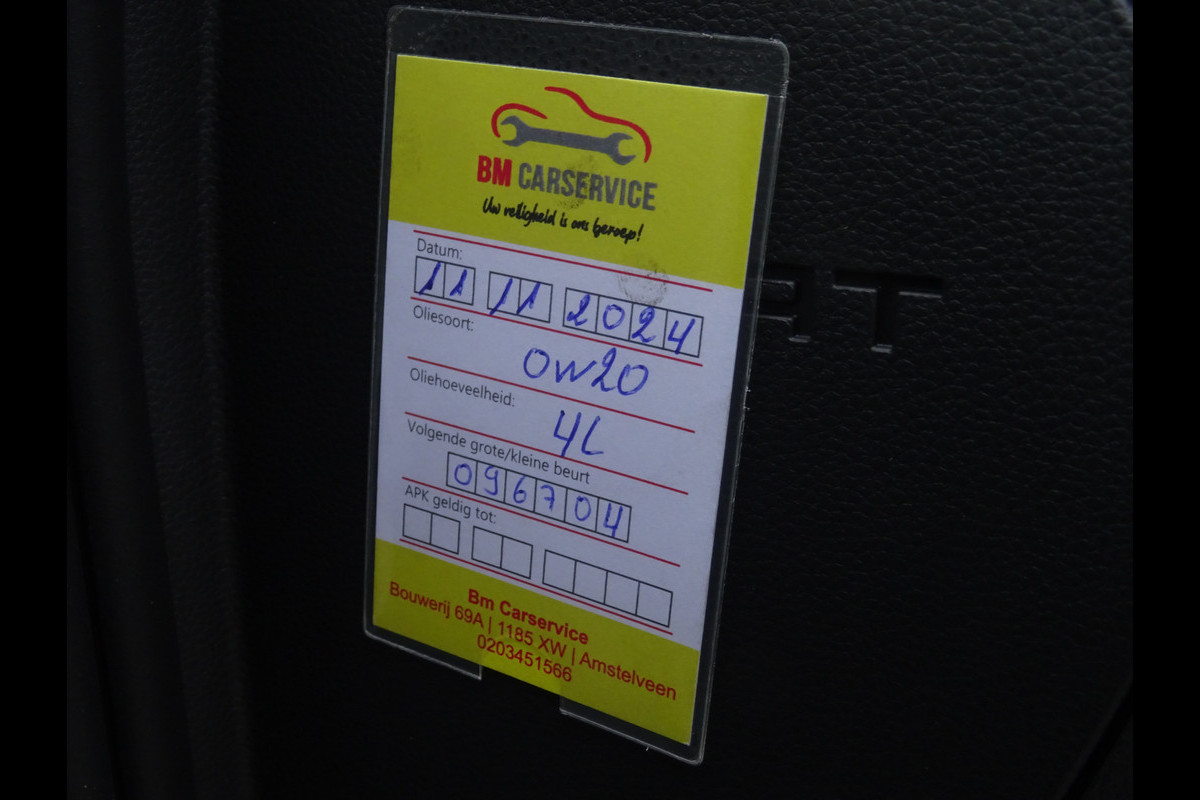 BM CARSERVICE
Uw veiligheid is ons beroep!
Datum:
11 11 2024
Oliesoort:
0W20
Oliehoeveelheid:
4L
Volgende grote/kleine beurt
096704
APK geldig tot:
Bm Carservice
Bouwerij 69A | 1185 XW | Amstelveen
0203451566